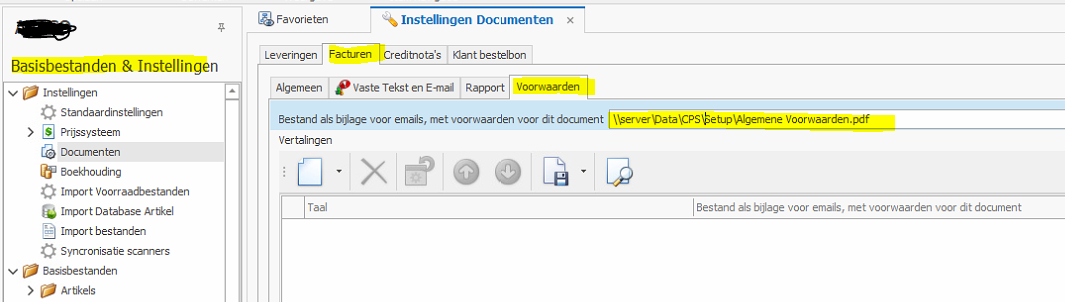 Favorieten
Instellingen Documenten
Basisbestanden & Instellingen
Leveringen Facturen Creditnota's Klant bestelbon
Instellingen
Standaardinstellingen
Prijssysteem
Documenten
Boekhouding
Import Voorraadbestanden
Import Database Artikel
Import bestanden
Syncronisatie scanners
Basisbestanden
Artikels
Algemeen Vaste Tekst en E-mail Rapport Voorwaarden
Bestand als bijlage voor emails, met voorwaarden voor dit document \\server\Data\CPS\Setup\Algemene Voorwaarden.pdf
Vertalingen
Taal Bestand als bijlage voor emails, met voorwaarden voor dit document